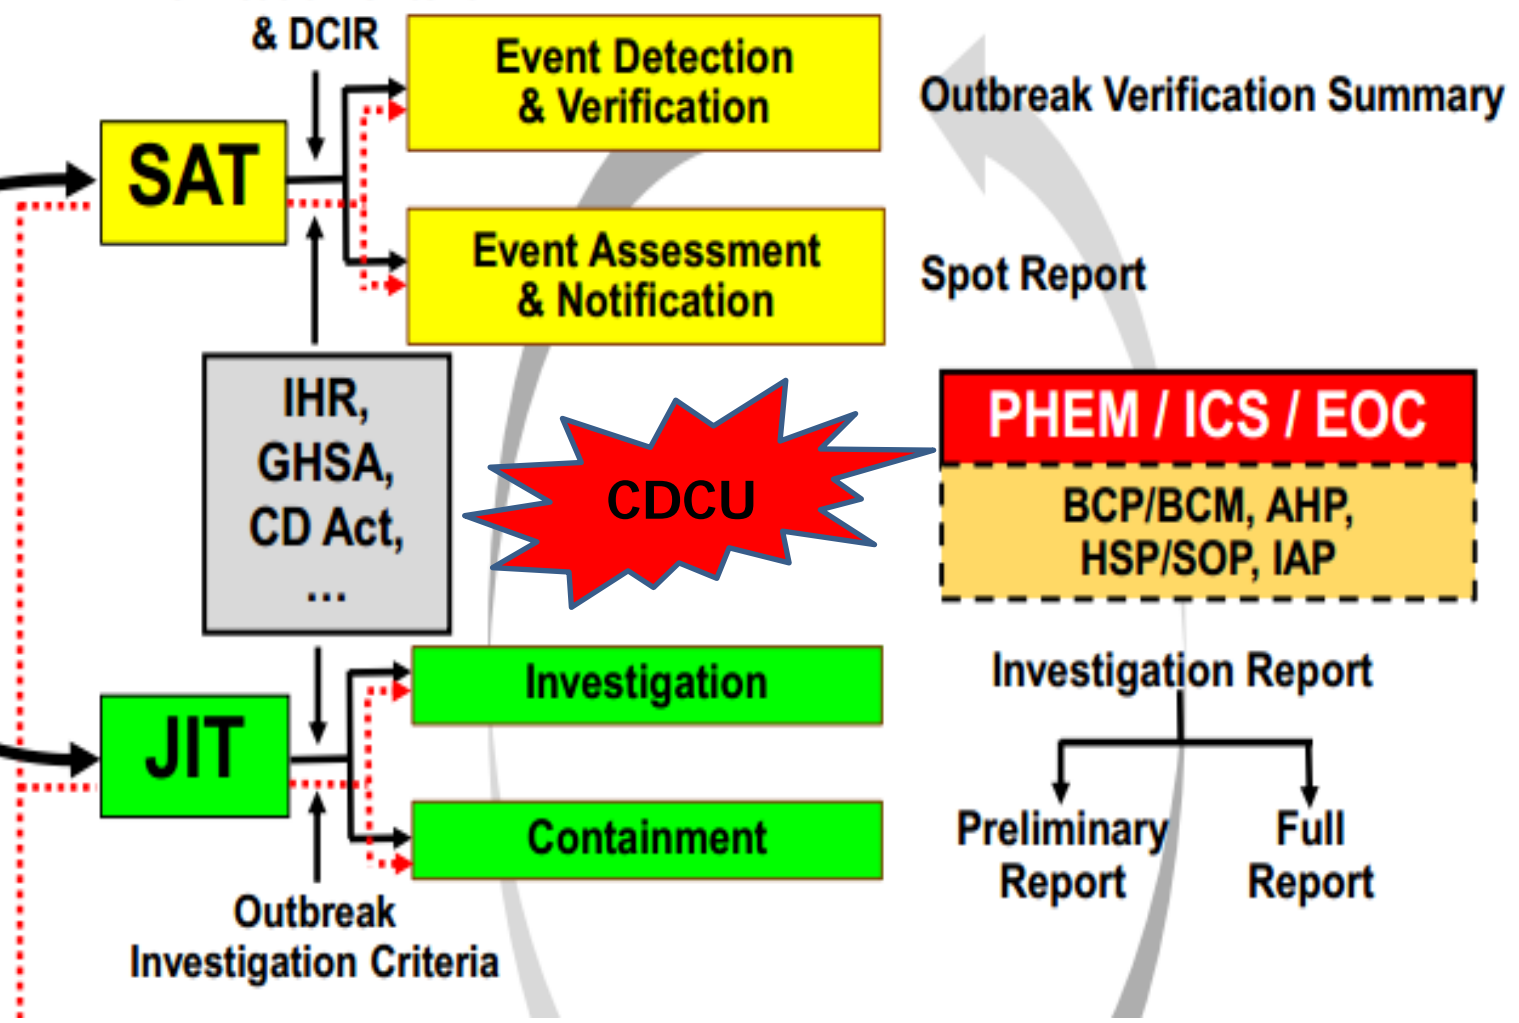 & DCIR
Event Detection
& Verification
Outbreak Verification Summary
SAT
Event Assessment
& Notification
Spot Report
IHR,
GHSA,
CD Act,
...
CDCU
PHEM / ICS / EOC
BCP/BCM, AHP,
HSP/SOP, IAP
Investigation
Investigation Report
JIT
Containment
Preliminary
Report
Full
Report
Outbreak
Investigation Criteria